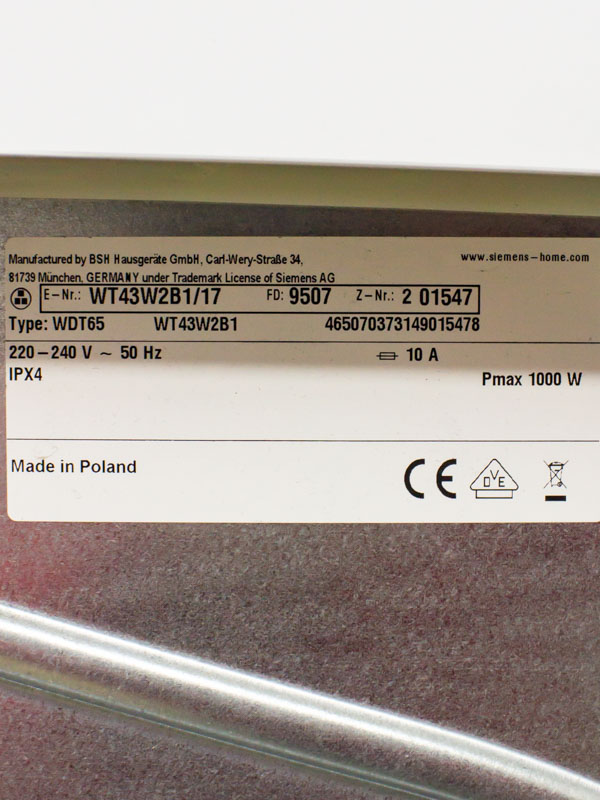 Manufactured by BSH Hausgeräte GmbH, Carl-Wery-Straße 34,
81739 München, GERMANY under Trademark License of Siemens AG
www.siemens-home.com
E-Nr.: WT43W2B1/17 FD: 9507 Z-Nr.: 2 01547
Type: WDT65 WT43W2B1 465070373149015478
220-240 V ~ 50 Hz 10 A
IPX4
Pmax 1000 W
Made in Poland
CE
OVE